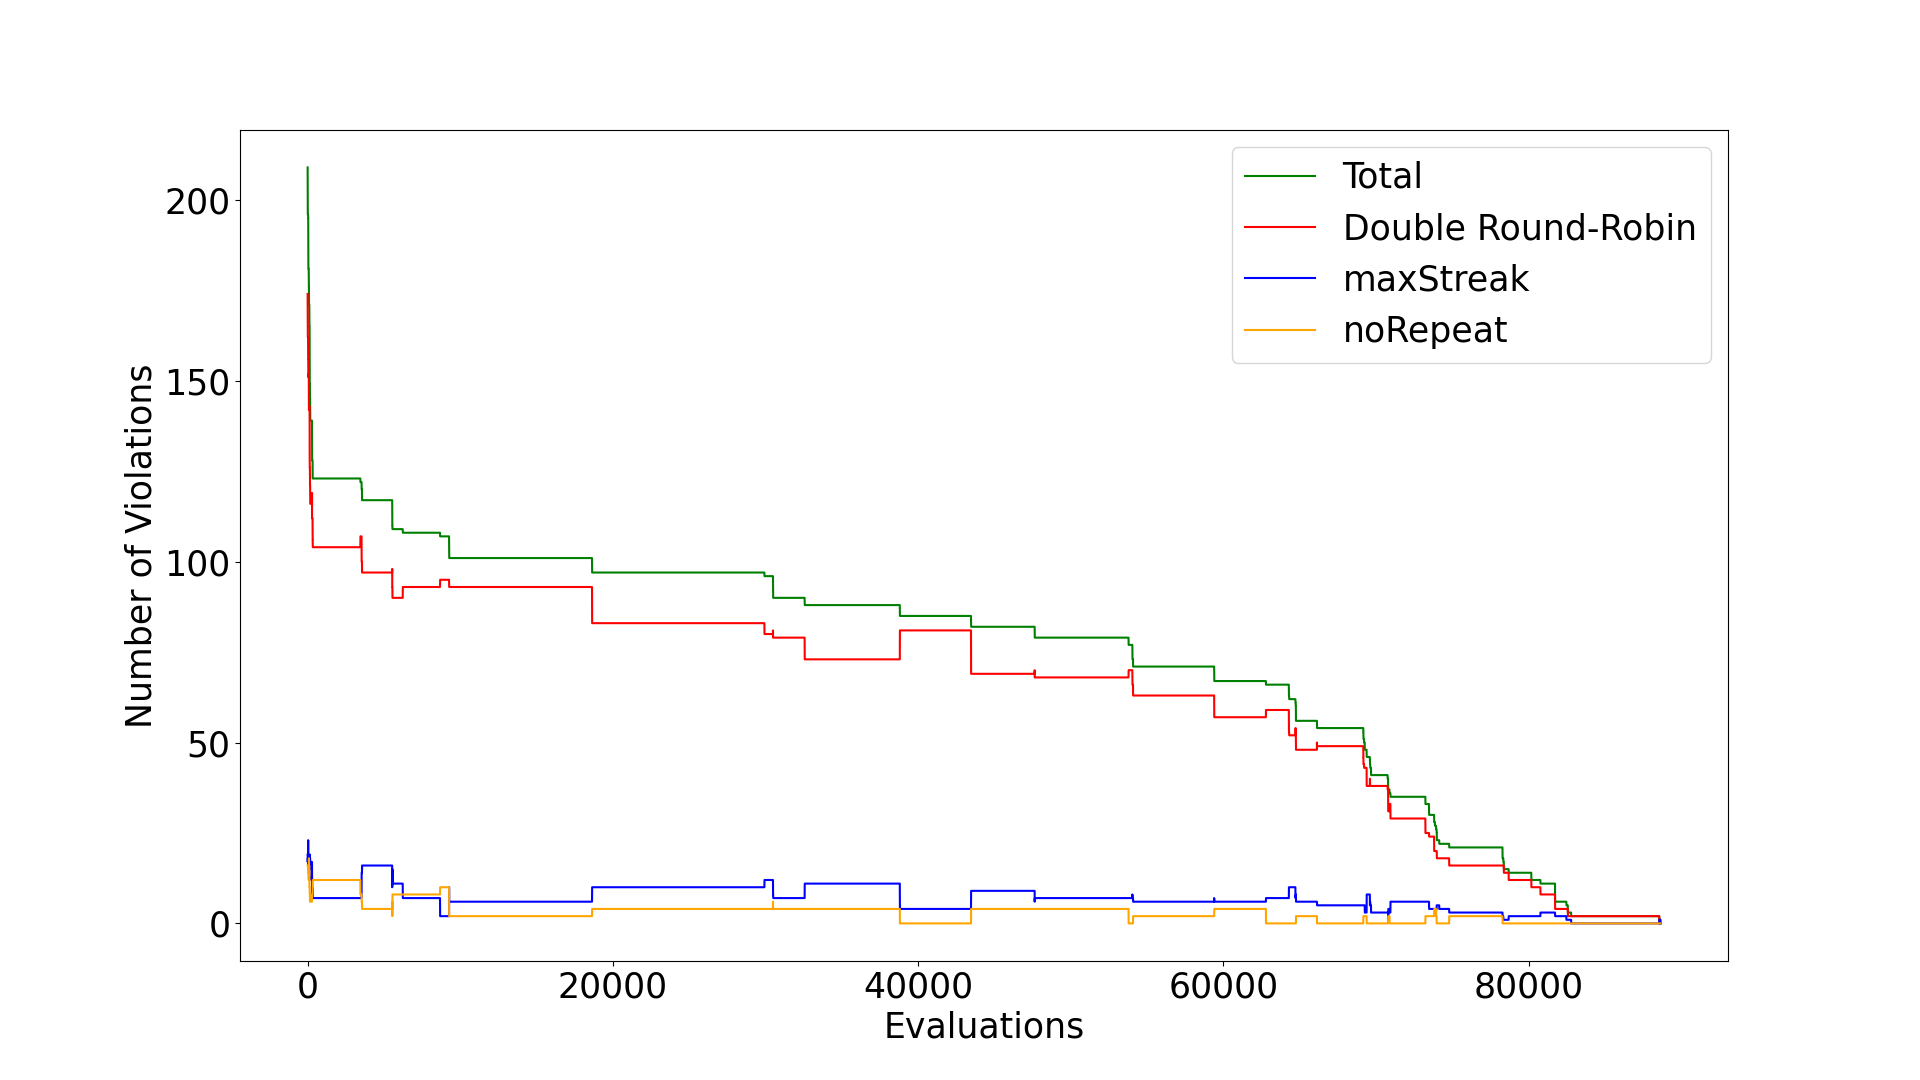 Total
Double Round-Robin
maxStreak
noRepeat
Number of Violations
200
150
100
50
0
0 20000 40000 60000 80000
Evaluations